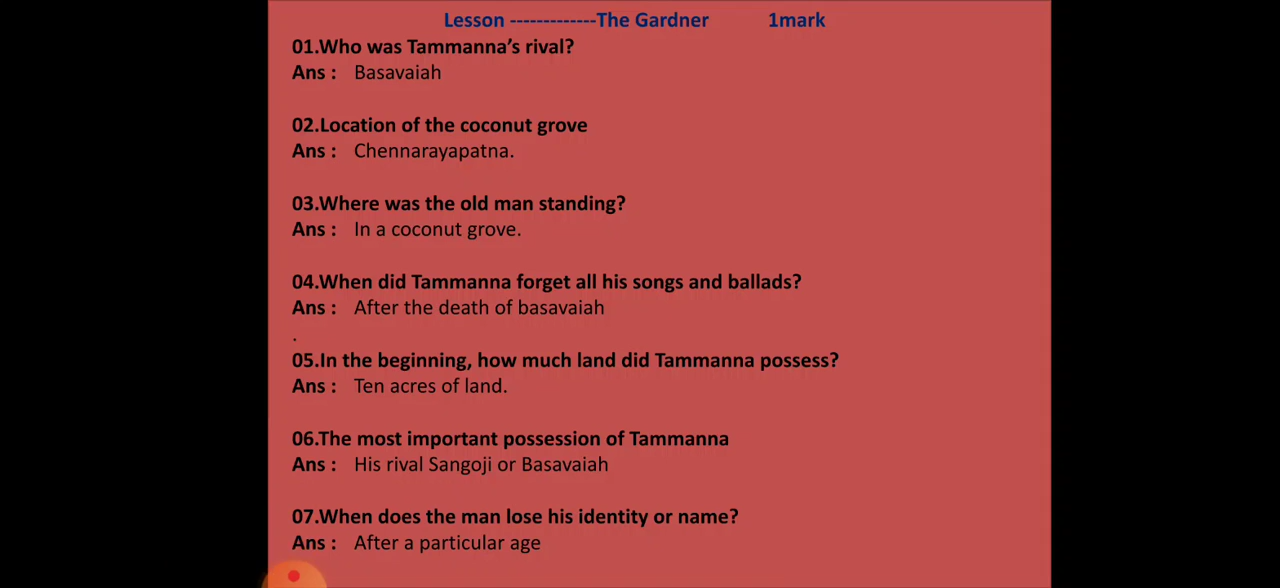 Lesson -------------The Gardner 1mark
01.Who was Tammanna’s rival?
Ans : Basavaiah
02.Location of the coconut grove
Ans : Chennarayapatna.
03.Where was the old man standing?
Ans : In a coconut grove.
04.When did Tammanna forget all his songs and ballads?
Ans : After the death of basavaiah
.
05.In the beginning, how much land did Tammanna possess?
Ans : Ten acres of land.
06.The most important possession of Tammanna
Ans : His rival Sangoji or Basavaiah
07.When does the man lose his identity or name?
Ans : After a particular age